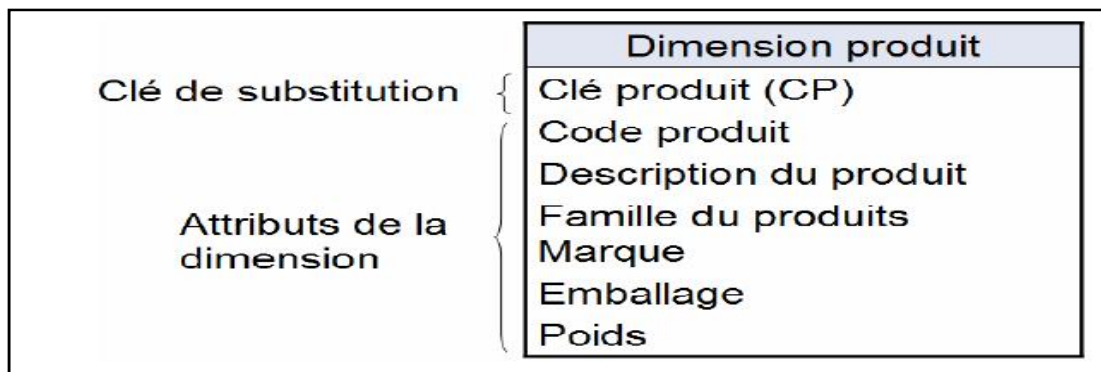 Dimension produit
Clé de substitution
Clé produit (CP)
Code produit
Description du produit
Attributs de la
dimension
Famille du produits
Marque
Emballage
Poids